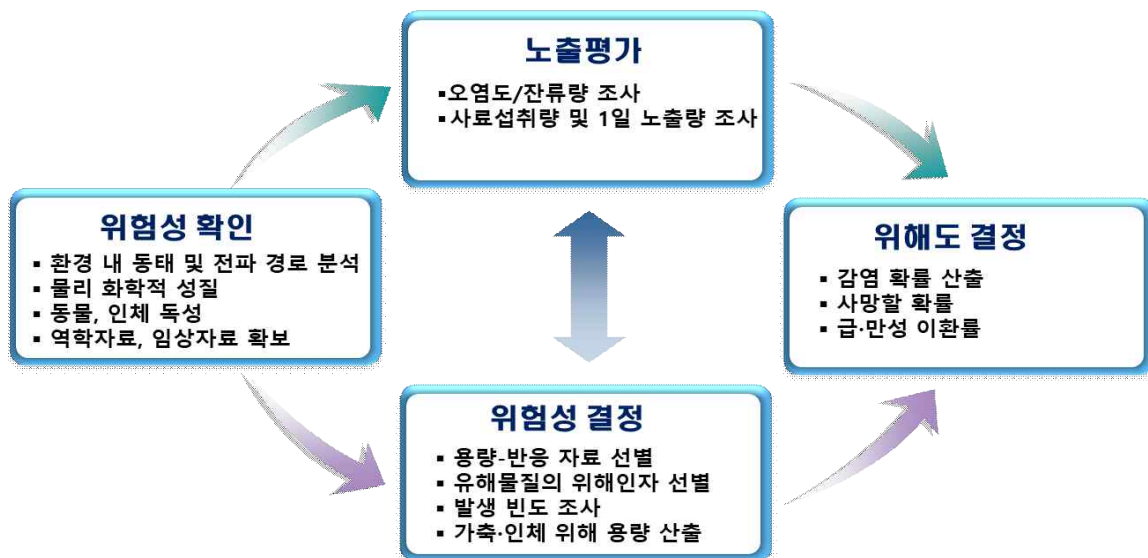 노출평가
▪오염도/잔류량 조사
▪사료섭취량 및 1일 노출량 조사
위험성 확인
▪ 환경 내 동태 및 전파 경로 분석
▪ 물리 화학적 성질
▪ 동물, 인체 독성
▪ 역학자료, 임상자료 확보
위해도 결정
▪ 감염 확률 산출
▪ 사망할 확률
▪ 급·만성 이환률
위험성 결정
▪ 용량-반응 자료 선별
▪ 유해물질의 위해인자 선별
▪ 발생 빈도 조사
▪ 가축·인체 위해 용량 산출